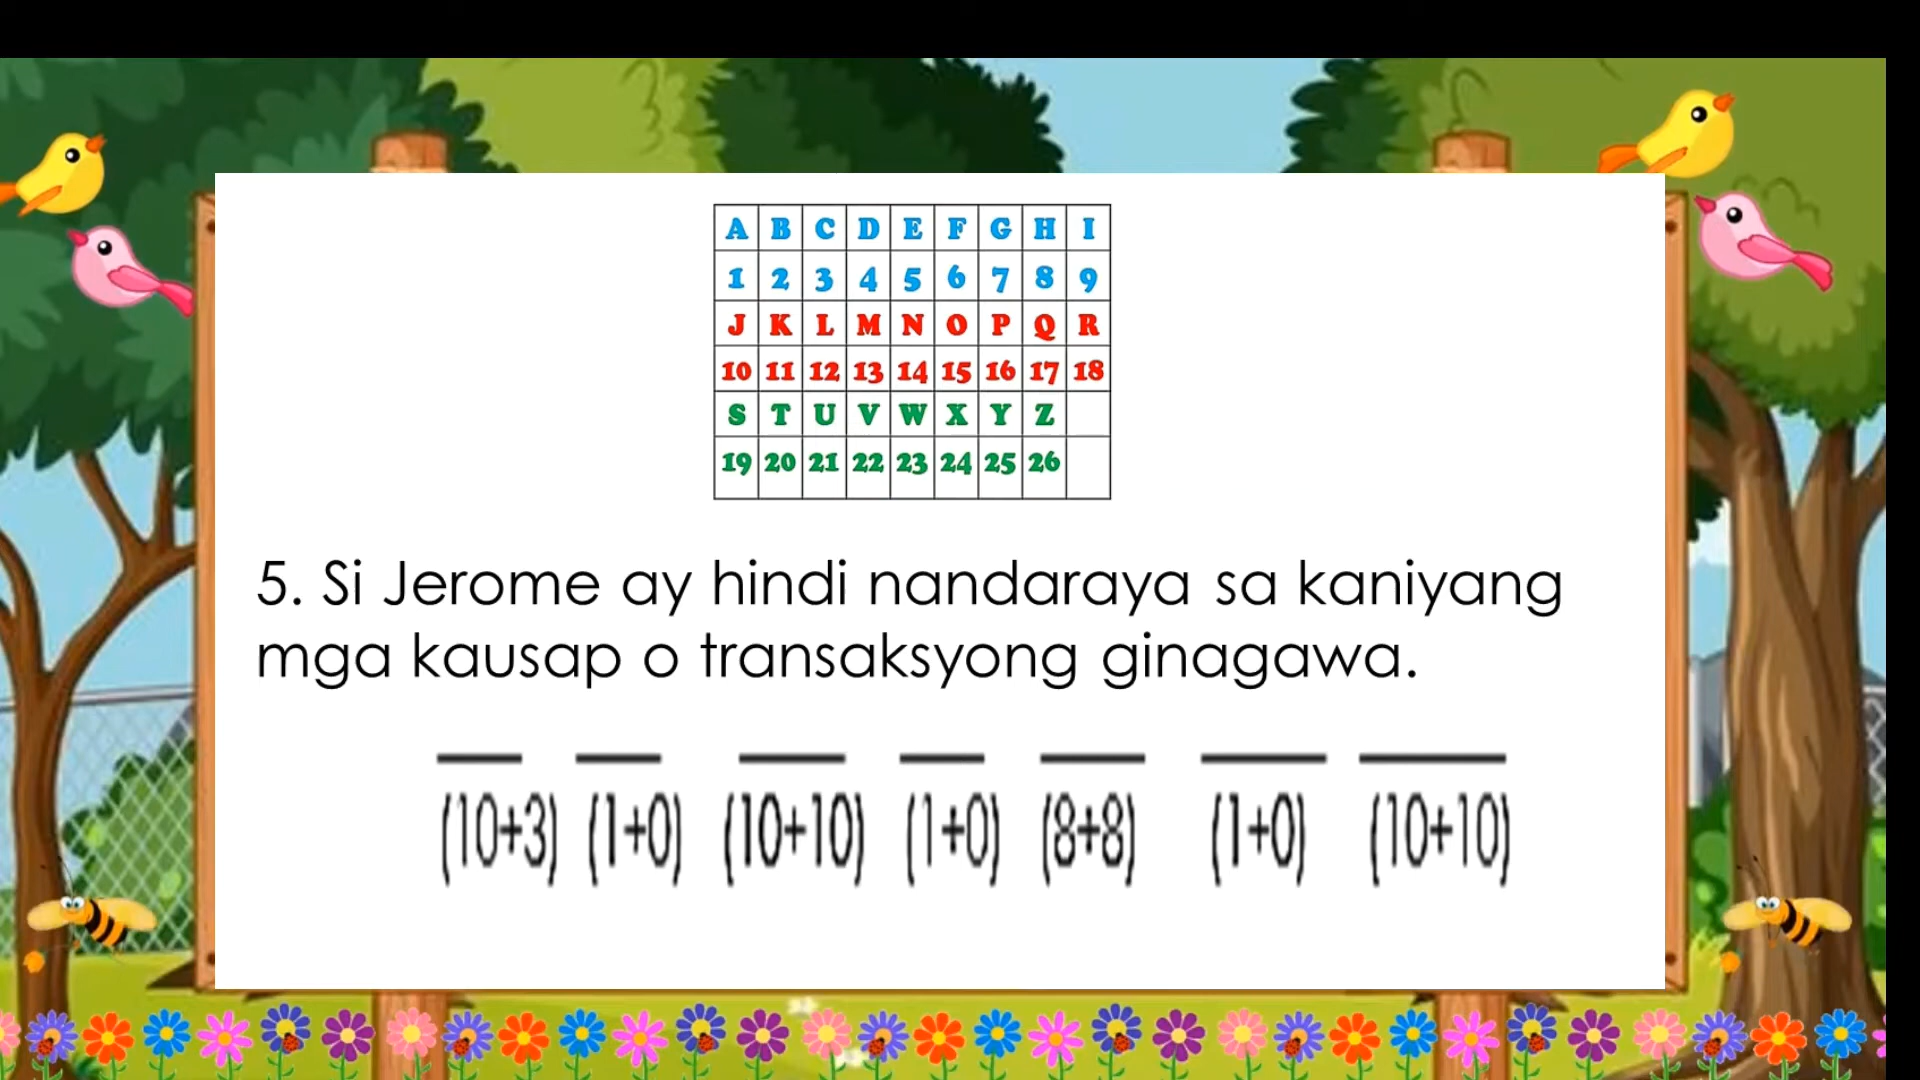 A B C D E F G H I
1 2 3 4 5 6 7 8 9
J K L M N O P Q R
10 11 12 13 14 15 16 17 18
S T U V W X Y Z
19 20 21 22 23 24 25 26
5. Si Jerome ay hindi nandaraya sa kaniyang
mga kausap o transaksyong ginagawa.
(10+3) (1+0) (10+10) (1+0) (8+8) (1+0) (10+10)